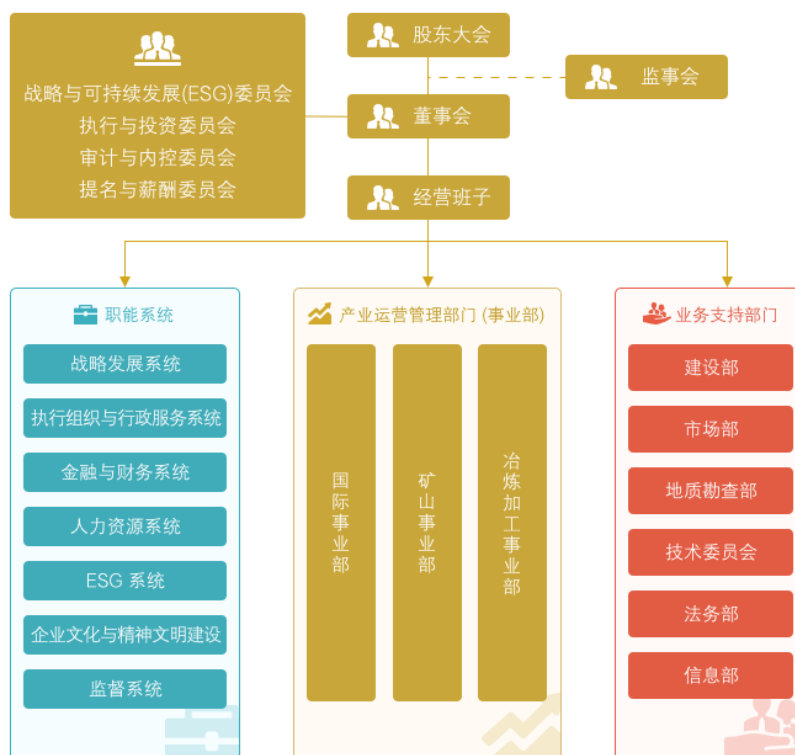 股东大会
监事会
战略与可持续发展(ESG)委员会
执行与投资委员会
审计与内控委员会
提名与薪酬委员会
董事会
经营班子
职能系统
战略发展系统
执行组织与行政服务系统
金融与财务系统
人力资源系统
ESG 系统
企业文化与精神文明建设
监督系统
产业运营管理部门 (事业部)
国际事业部
矿山事业部
冶炼加工事业部
业务支持部门
建设部
市场部
地质勘查部
技术委员会
法务部
信息部